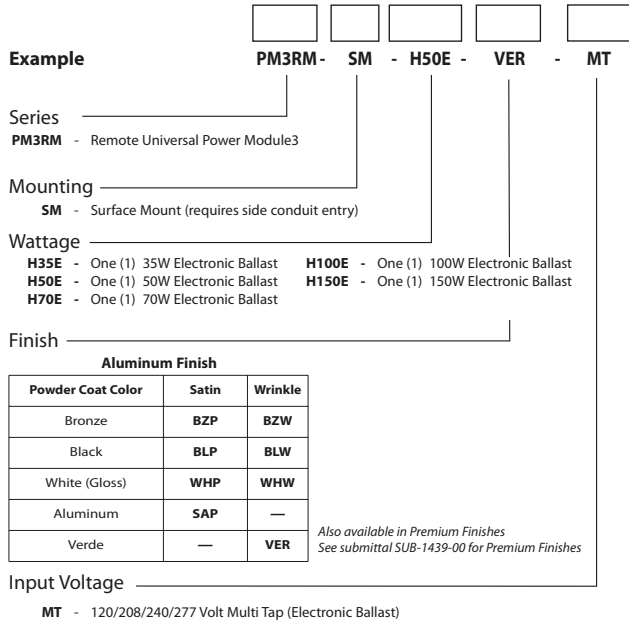 Example PM3RM - SM - H50E - VER - MT
Series
PM3RM - Remote Universal Power Module3
Mounting
SM - Surface Mount (requires side conduit entry)
Wattage
H35E - One (1) 35W Electronic Ballast H100E - One (1) 100W Electronic Ballast
H50E - One (1) 50W Electronic Ballast H150E - One (1) 150W Electronic Ballast
H70E - One (1) 70W Electronic Ballast
Finish
Aluminum Finish
Powder Coat Color Satin Wrinkle
Bronze BZP BZW
Black BLP BLW
White (Gloss) WHP WHW
Aluminum SAP —
Verde — VER
Also available in Premium Finishes
See submittal SUB-1439-00 for Premium Finishes
Input Voltage
MT - 120/208/240/277 Volt Multi Tap (Electronic Ballast)